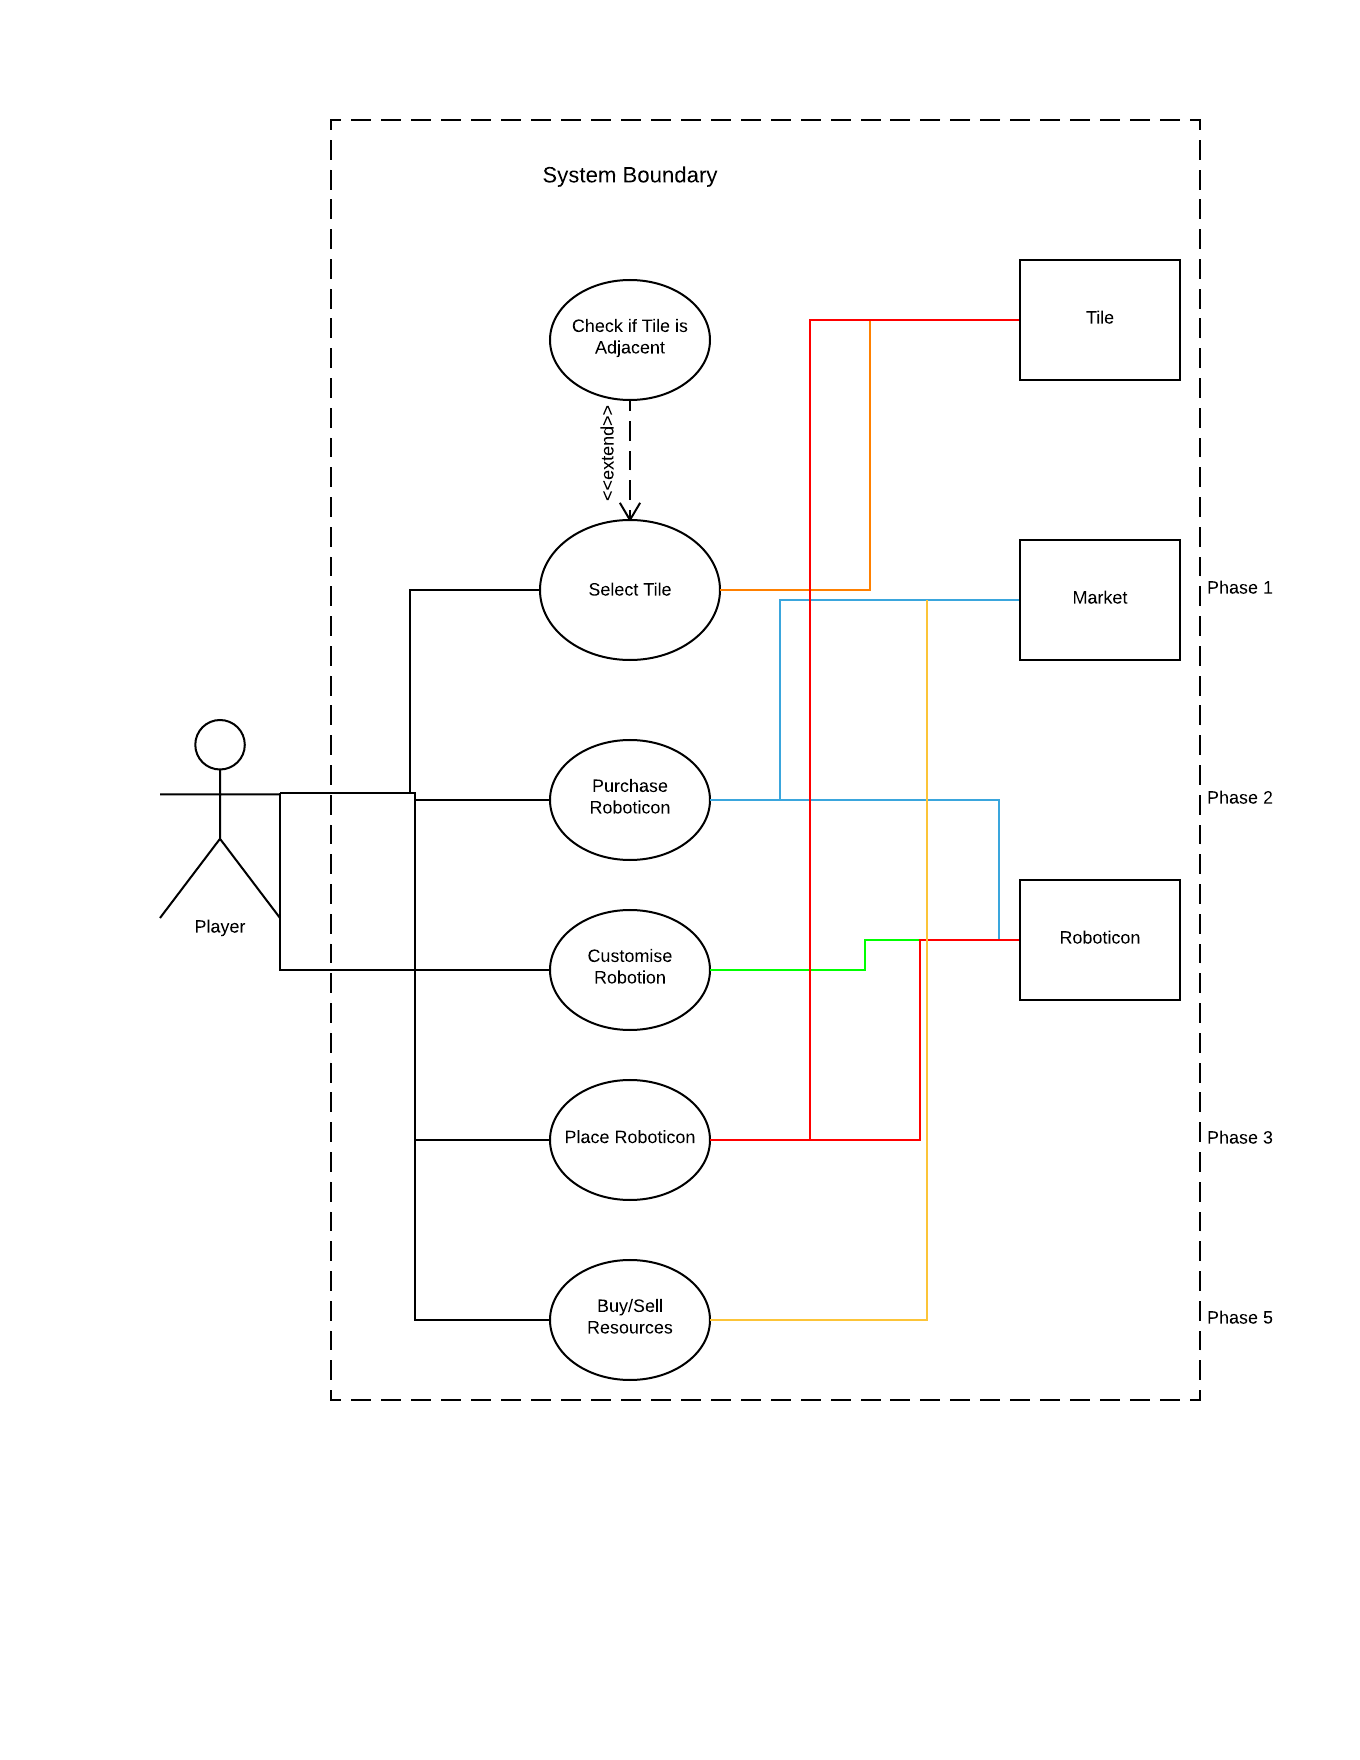 System Boundary
Check if Tile is
Adjacent
Tile
<<extend>>
Select Tile
Market
Phase 1
Purchase
Roboticon
Phase 2
Player
Customise
Robotion
Roboticon
Place Roboticon
Phase 3
Buy/Sell
Resources
Phase 5